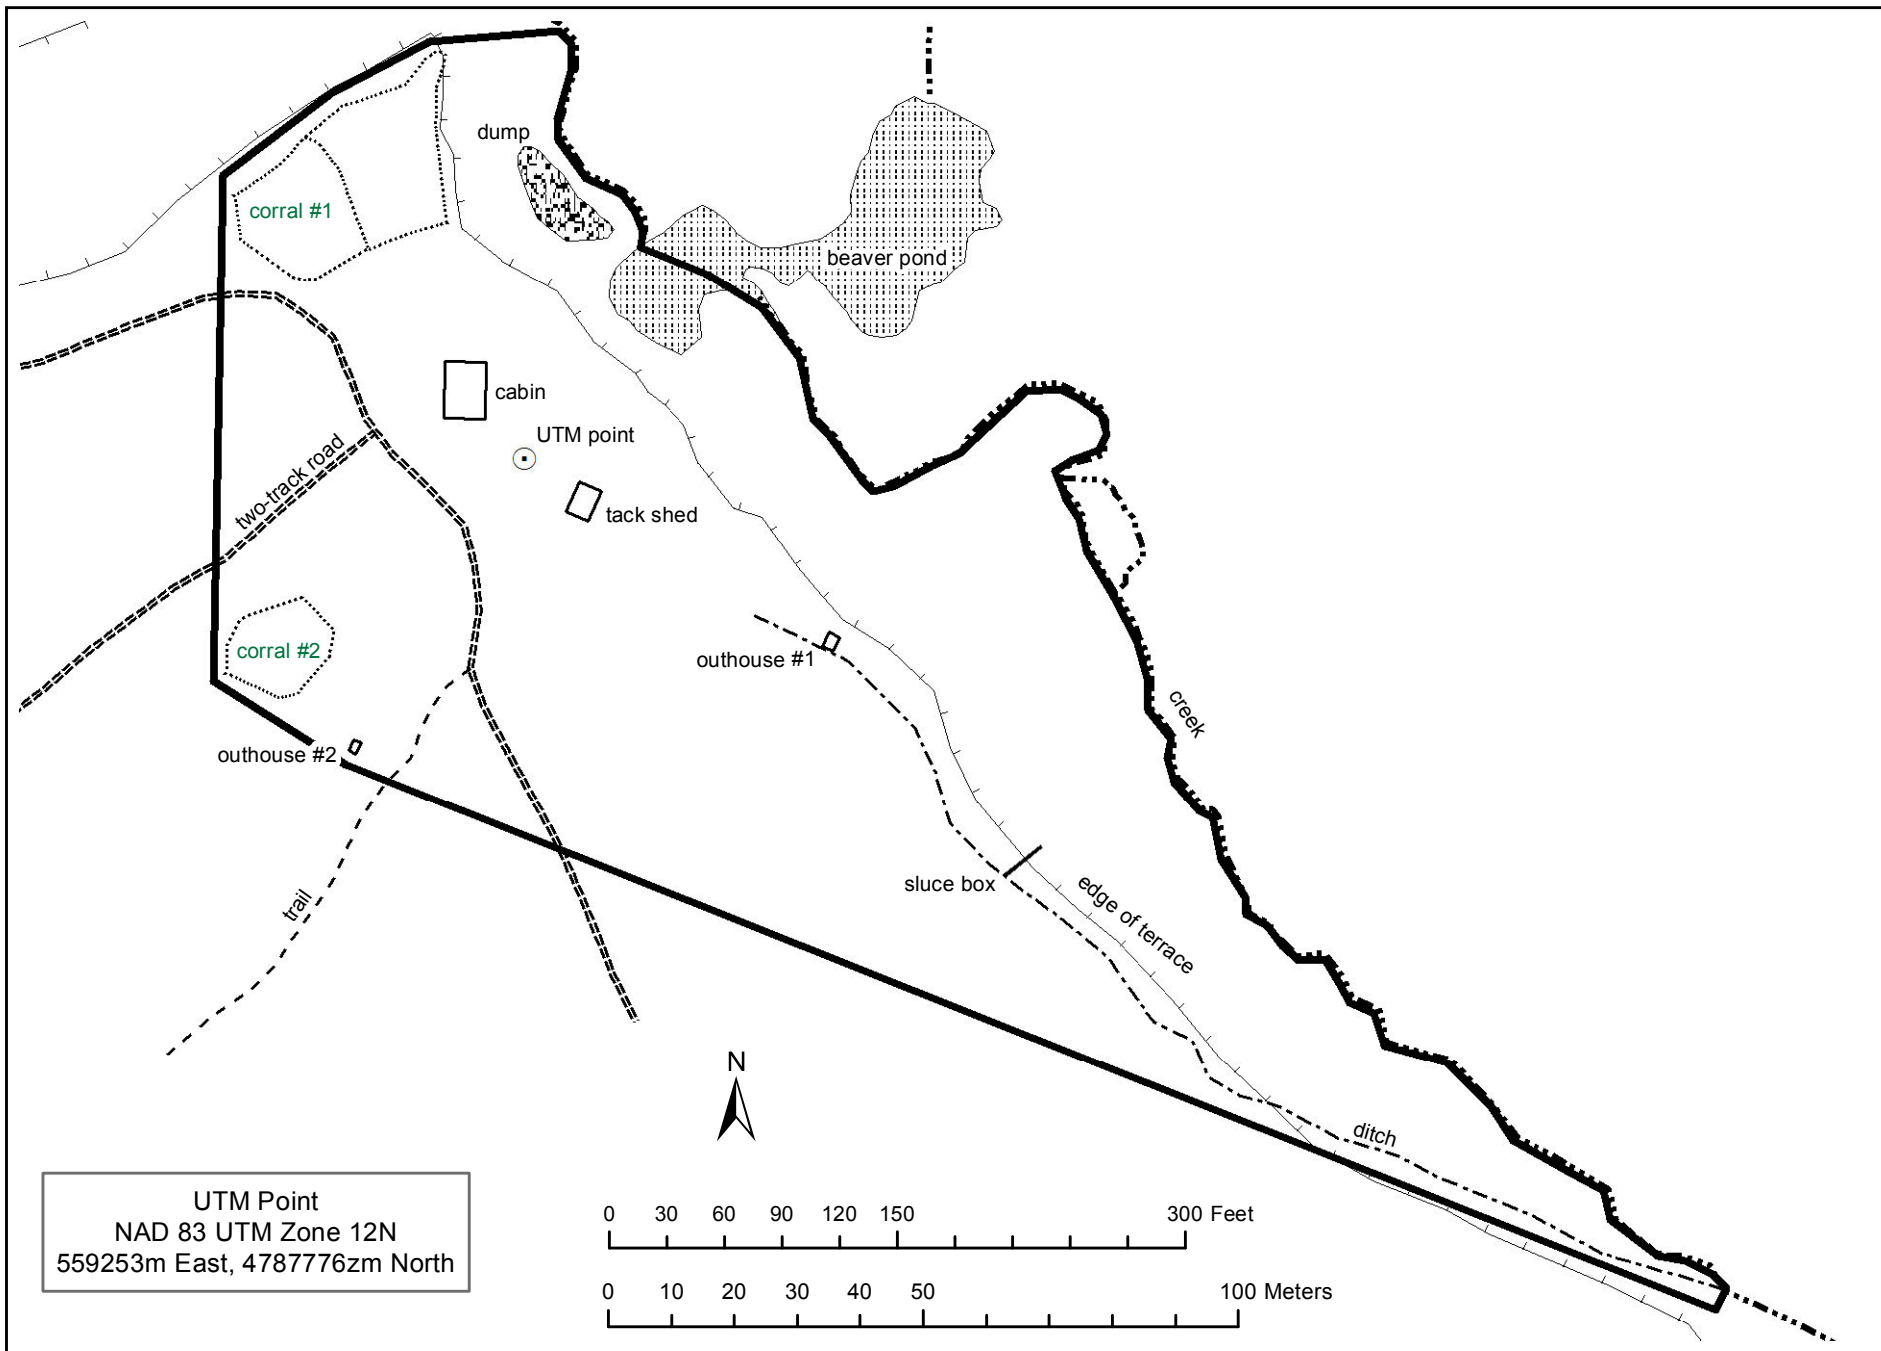 dump
corral #1
beaver pond
cabin
UTM point
two-track road
tack shed
corral #2
outhouse #1
creek
outhouse #2
sluce box
edge of terrace
trail
N
ditch
UTM Point
NAD 83 UTM Zone 12N
559253m East, 4787776zm North
0 30 60 90 120 150 300 Feet
0 10 20 30 40 50 100 Meters